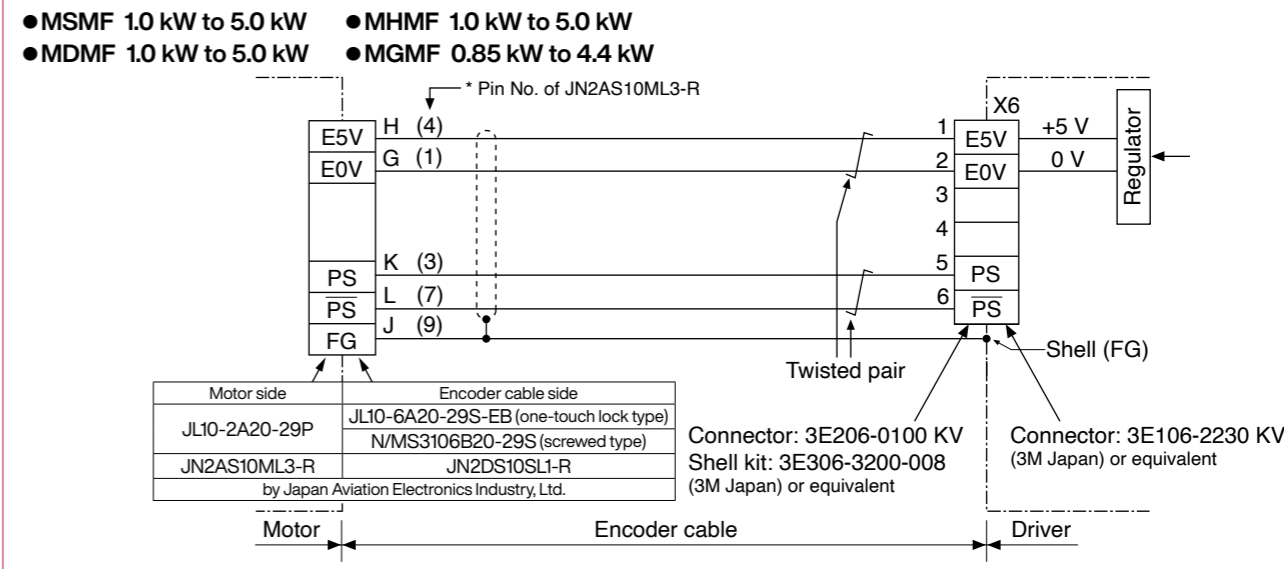 ●MSMF 1.0 kW to 5.0 kW ●MHMF 1.0 kW to 5.0 kW
●MDMF 1.0 kW to 5.0 kW ●MGMF 0.85 kW to 4.4 kW
* Pin No. of JN2AS10ML3-R
X6
E5V H (4) 1 E5V +5 V
E0V G (1) 2 E0V 0 V
Regulator
3
4
PS K (3) 5 PS
P̅S̅ L (7) 6 P̅S̅
FG J (9)
Shell (FG)
Twisted pair
Motor side Encoder cable side
JL10-2A20-29P JL10-6A20-29S-EB (one-touch lock type)
N/MS3106B20-29S (screwed type)
JN2AS10ML3-R JN2DS10SL1-R
by Japan Aviation Electronics Industry, Ltd.
Connector: 3E206-0100 KV
Shell kit: 3E306-3200-008
(3M Japan) or equivalent
Connector: 3E106-2230 KV
(3M Japan) or equivalent
Motor Encoder cable Driver